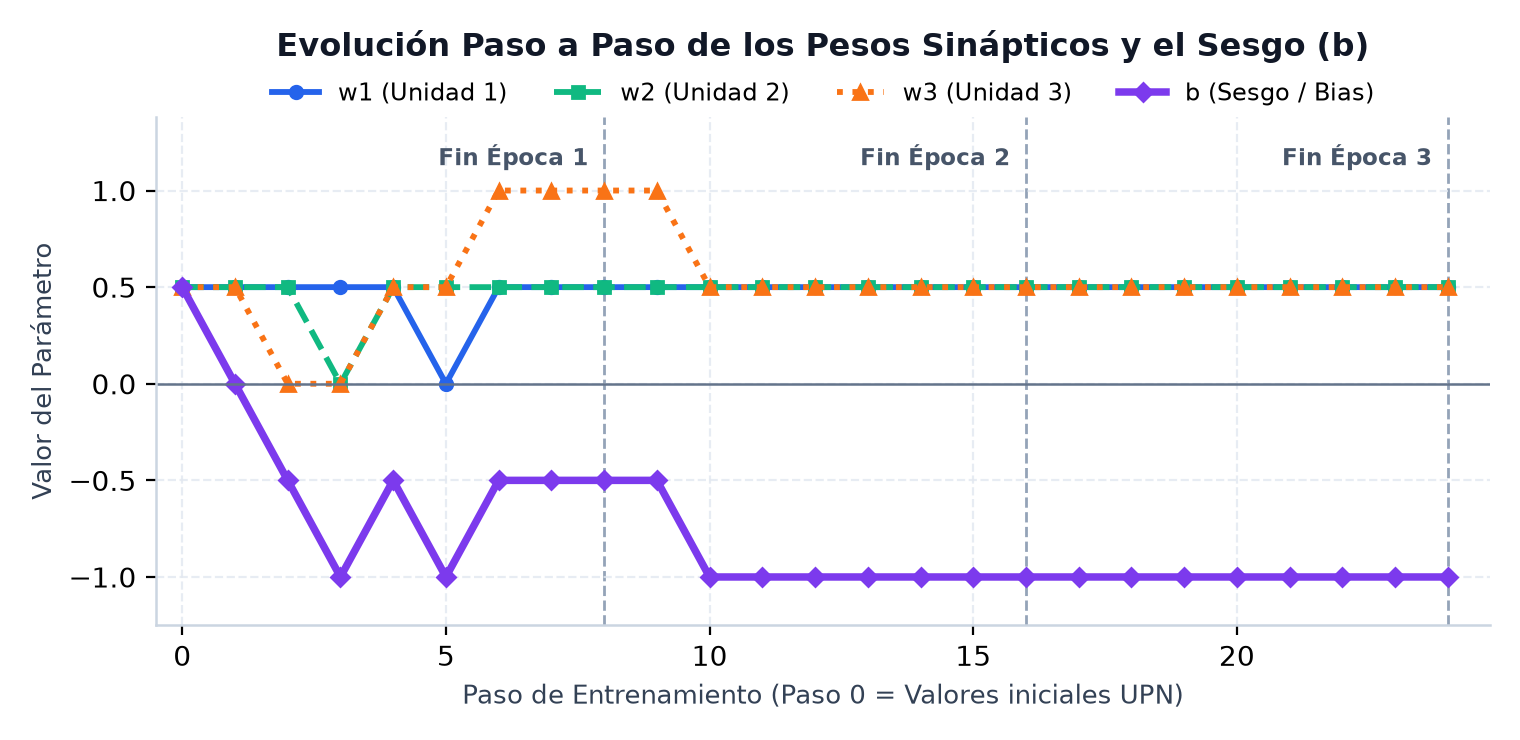 Evolución Paso a Paso de los Pesos Sinápticos y el Sesgo (b)
w1 (Unidad 1) w2 (Unidad 2) w3 (Unidad 3) b (Sesgo / Bias)
Fin Época 1 Fin Época 2 Fin Época 3
Valor del Parámetro
1.0
0.5
0.0
−0.5
−1.0
0 5 10 15 20
Paso de Entrenamiento (Paso 0 = Valores iniciales UPN)